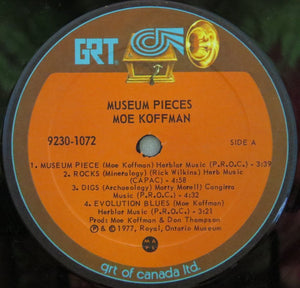 GRT
MUSEUM PIECES
MOE KOFFMAN
9230-1072
SIDE A
1. MUSEUM PIECE (Moe Koffman) Herblor Music (P.R.O.C.) - 3:39
2. ROCKS (Minerology) (Rick Wilkins) Herb Music
(CAPAC) - 4:58
3. DIGS (Archaeology) Marty Morell) Cangirra
Music (P.R.O.C.) - 4:32
4. EVOLUTION BLUES (Moe Koffman)
Herblor Music (P.R.O.C.) - 3:21
Prod: Moe Koffman & Don Thompson
℗ & © 1977, Royal, Ontario Museum
grt of canada ltd.